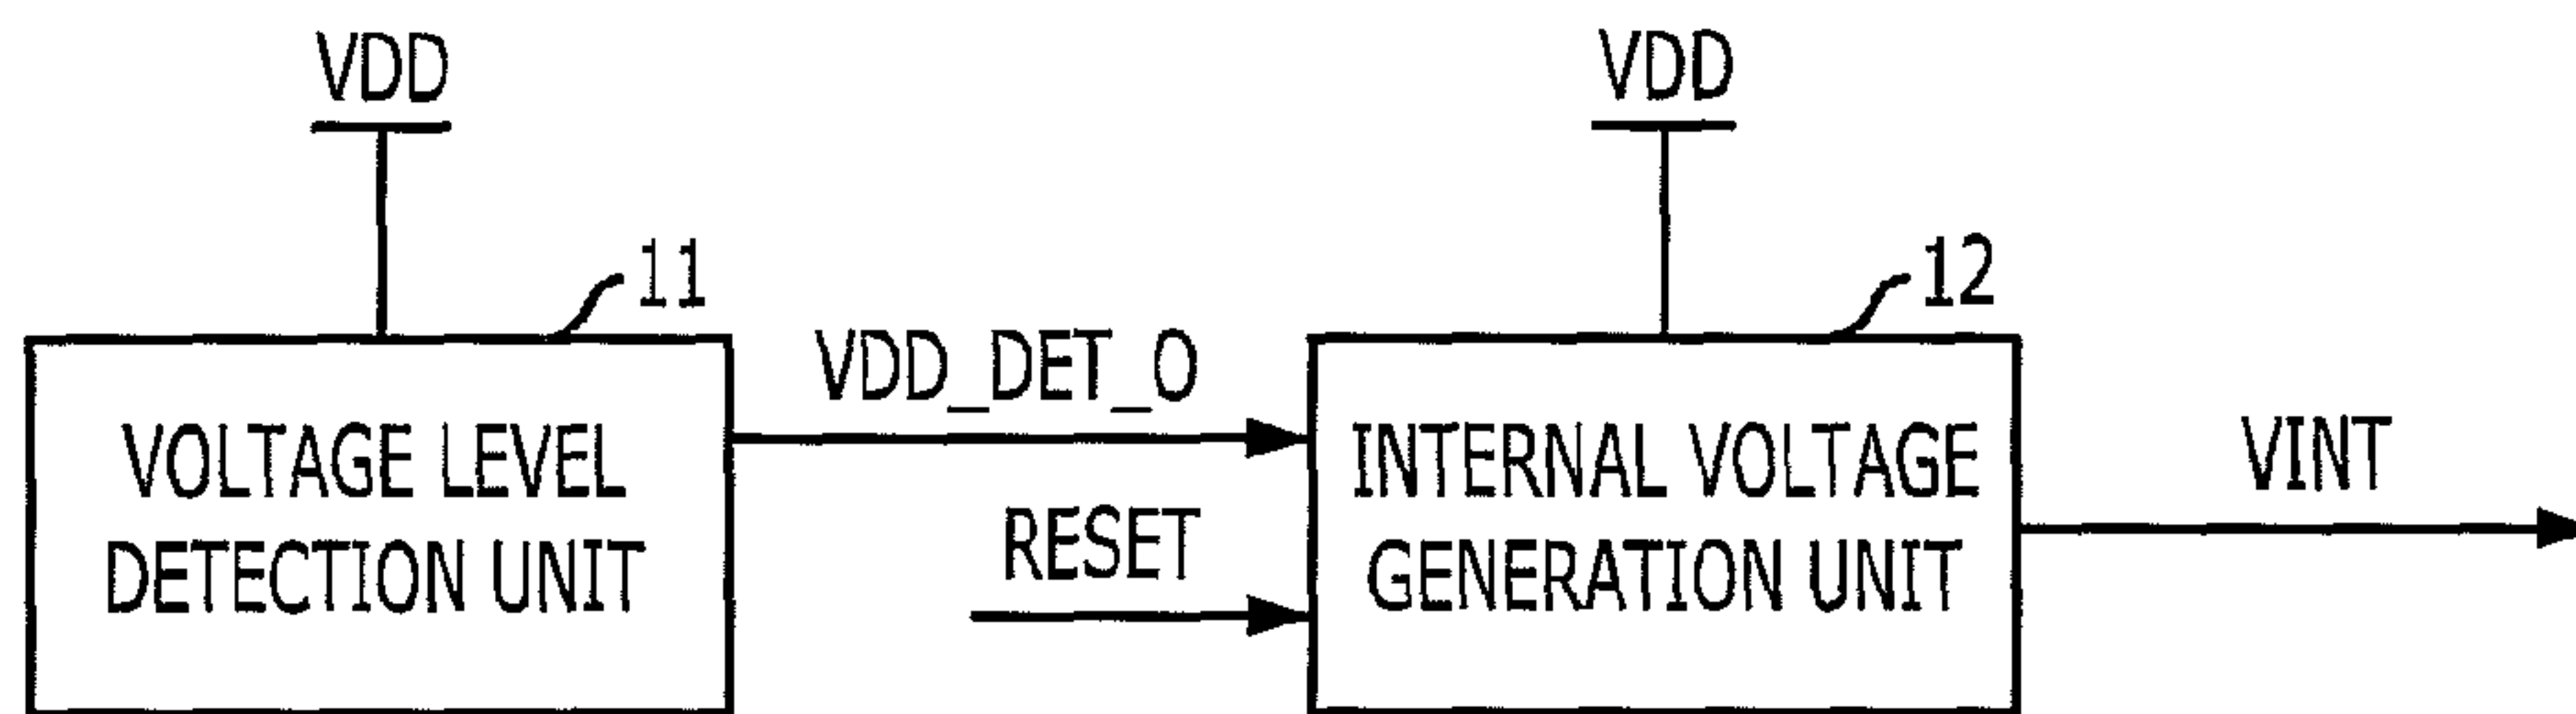 VDD
VDD
11
12
VDD_DET_O
VOLTAGE LEVEL
DETECTION UNIT
RESET
INTERNAL VOLTAGE
GENERATION UNIT
VINT